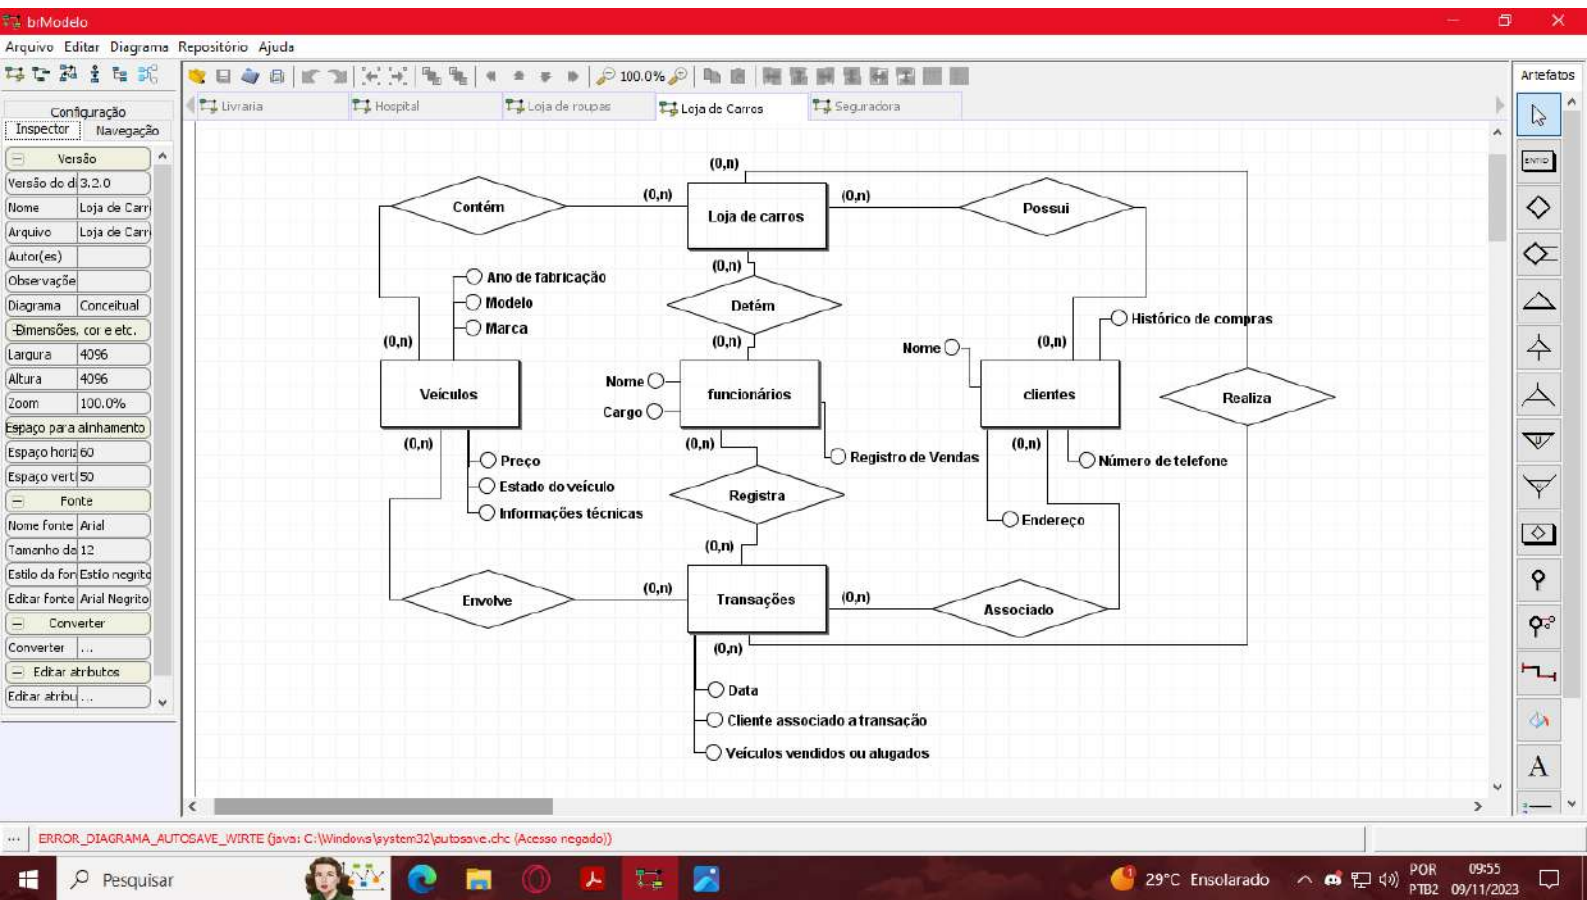 brModelo
Arquivo Editar Diagrama Repositório Ajuda
100.0%
Artefatos
Configuração
Inspector Navegação
Livraria Hospital Loja de roupas Loja de Carros Seguradora
Versão
Versão do di 3.2.0
Nome Loja de Carr
Arquivo Loja de Carr
Autor(es)
Observaçõe
Diagrama Conceitual
Dimensões, cor e etc.
Largura 4096
Altura 4096
Zoom 100.0%
Espaço para alinhamento
Espaço horiz 60
Espaço verti 50
Fonte
Nome fonte Arial
Tamanho da 12
Estilo da fon Estilo negrito
Editar fonte Arial Negrito
Converter
Converter ...
Editar atributos
Editar atribu ...
(0,n)
Contém
(0,n)
Loja de carros
(0,n)
Possui
(0,n)
Ano de fabricação
Modelo
Marca
Detém
Histórico de compras
(0,n)
(0,n)
Nome
(0,n)
Veículos
Nome
Cargo
funcionários
clientes
Realiza
(0,n)
(0,n)
(0,n)
Preço
Estado do veículo
Informações técnicas
Registro de Vendas
Número de telefone
Registra
Endereço
(0,n)
Envolve
(0,n)
Transações
(0,n)
Associado
(0,n)
Data
Cliente associado a transação
Veículos vendidos ou alugados
ENTID
A
... ERROR_DIAGRAMA_AUTOSAVE_WIRTE (java: C:\Windows\system32\autosave.chc (Acesso negado))
Pesquisar
1
29°C Ensolarado
POR
PTB2
09:55
09/11/2023